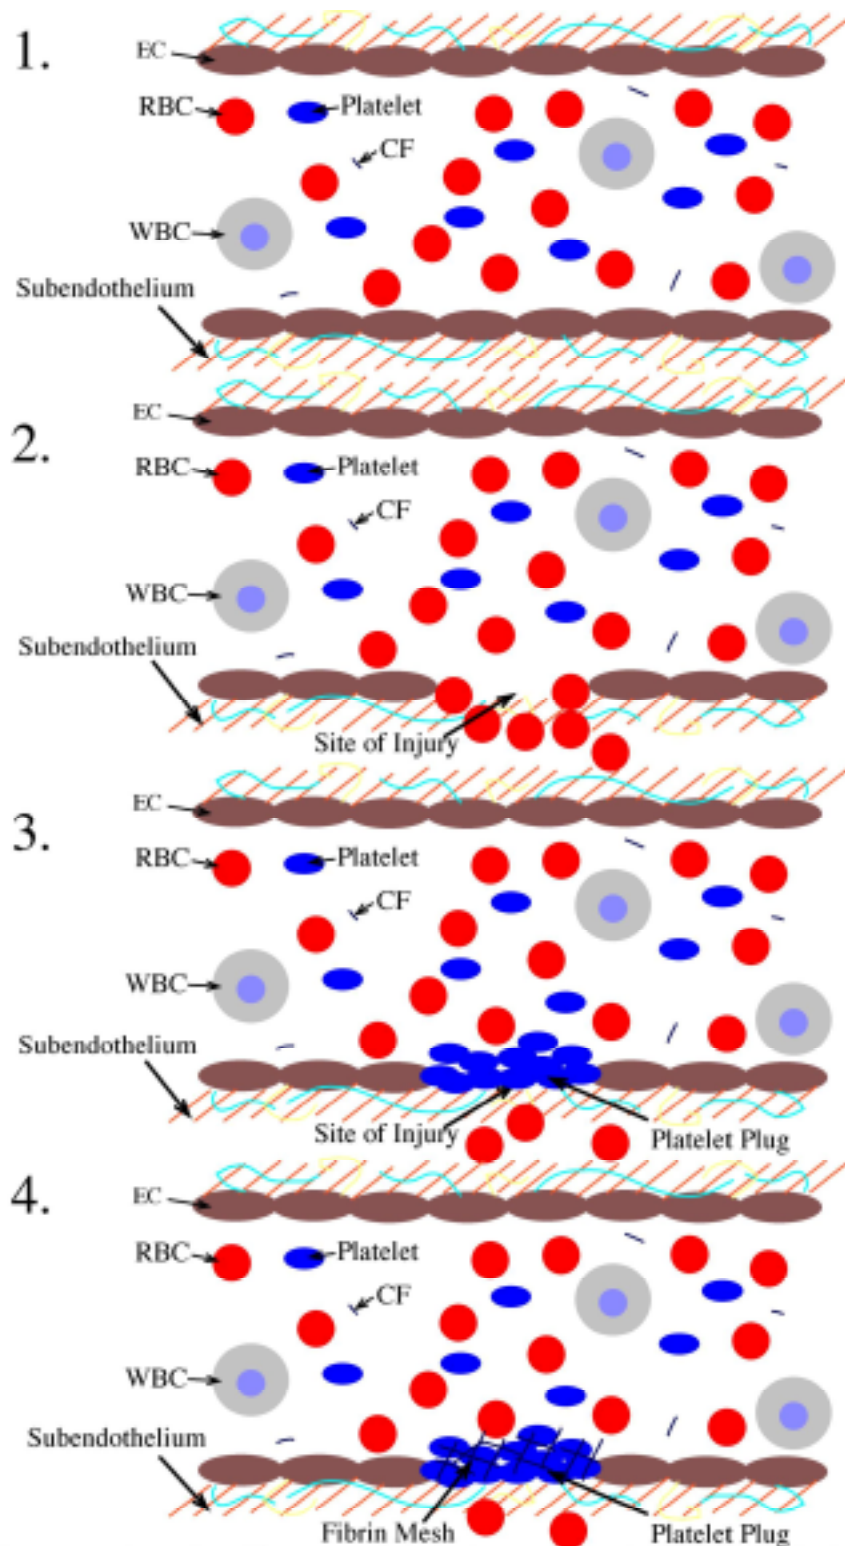 1.
EC
RBC
Platelet
CF
WBC
Subendothelium
2.
EC
RBC
Platelet
CF
WBC
Subendothelium
Site of Injury
3.
EC
RBC
Platelet
CF
WBC
Subendothelium
Site of Injury
Platelet Plug
4.
EC
RBC
Platelet
CF
WBC
Subendothelium
Fibrin Mesh
Platelet Plug